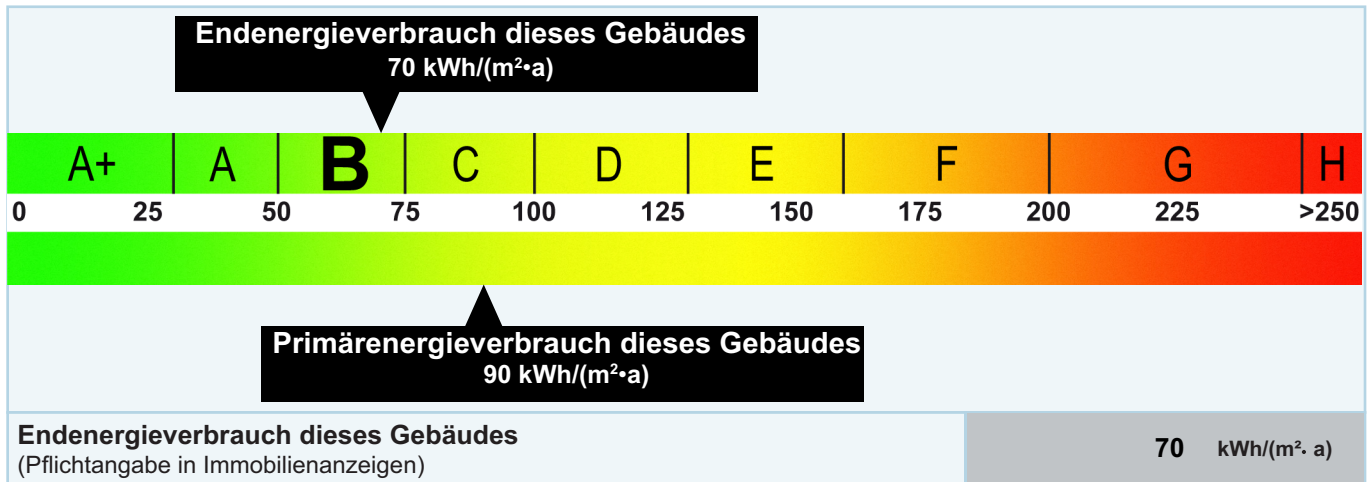 Endenergieverbrauch dieses Gebäudes
70 kWh/(m²•a)
A+ A B C D E F G H
0 25 50 75 100 125 150 175 200 225 >250
Primärenergieverbrauch dieses Gebäudes
90 kWh/(m²•a)
Endenergieverbrauch dieses Gebäudes
(Pflichtangabe in Immobilienanzeigen)
70 kWh/(m²· a)